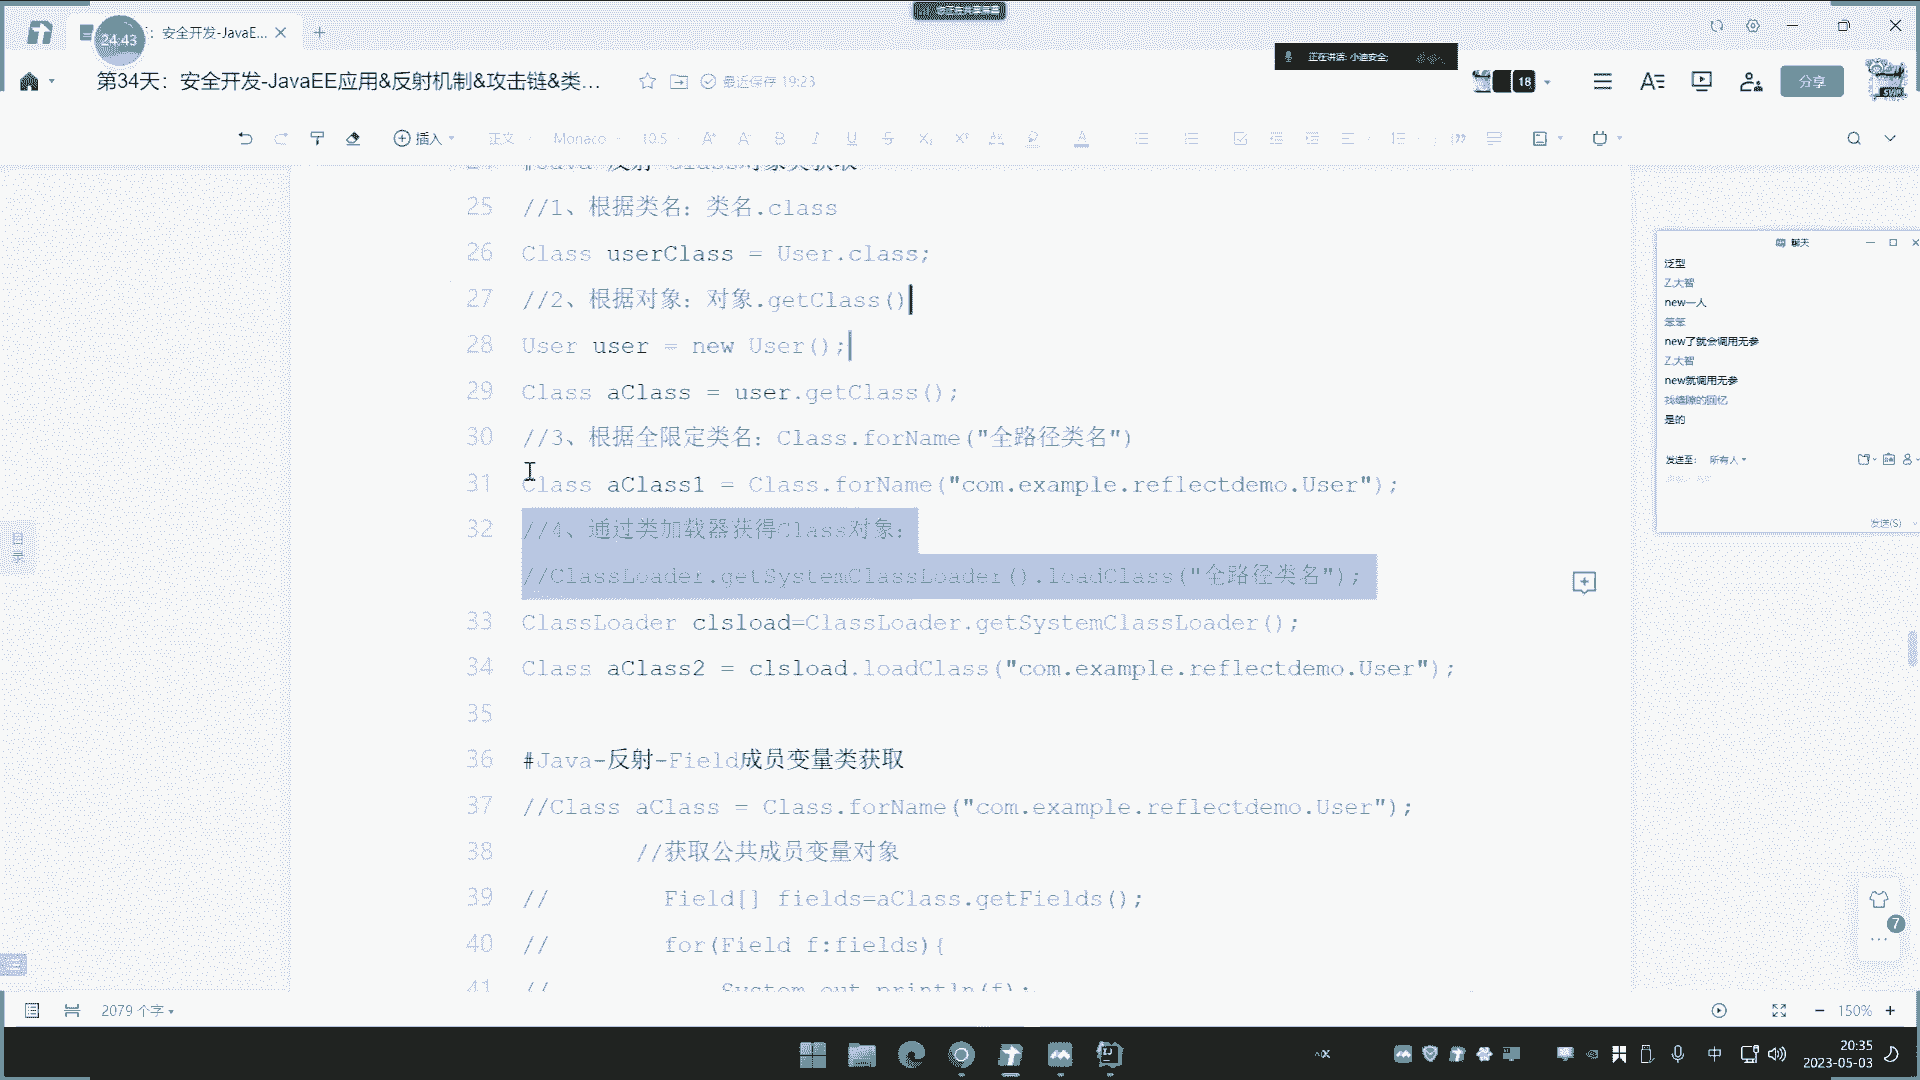 24:43
: 安全开发-JavaE...
正在讲话: 小迪安全;
第34天：安全开发-JavaEE应用&反射机制&攻击链&类...
最近保存 19:23
18
分享
插入
正文
Monaco
10.5
25 //1、根据类名：类名.class
26 Class userClass = User.class;
27 //2、根据对象：对象.getClass()
28 User user = new User();
29 Class aClass = user.getClass();
30 //3、根据全限定类名：Class.forName("全路径类名")
31 Class aClass1 = Class.forName("com.example.reflectdemo.User");
32 //4、通过类加载器获得Class对象：
//ClassLoader.getSystemClassLoader().loadClass("全路径类名");
33 ClassLoader clsload=ClassLoader.getSystemClassLoader();
34 Class aClass2 = clsload.loadClass("com.example.reflectdemo.User");
35
36 #Java-反射-Field成员变量类获取
37 //Class aClass = Class.forName("com.example.reflectdemo.User");
38 //获取公共成员变量对象
39 // Field[] fields=aClass.getFields();
40 // for(Field f:fields){
41 // System.out.println(f);
聊天
泛型
Z.大智
new一人
笨笨
new了就会调用无参
Z.大智
new就调用无参
是的
发送至: 所有人
发送(S)
目录
7
2079 个字
150%
中
20:35
2023-05-03